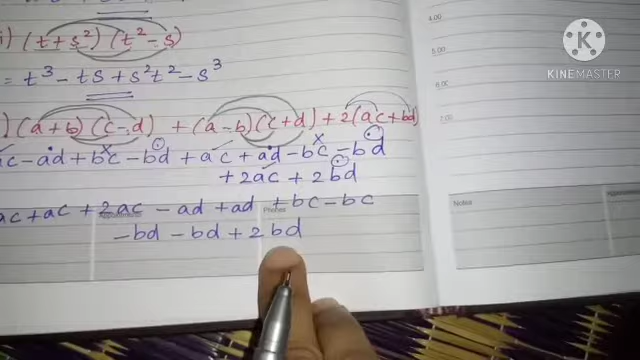 (t+s²) (t²-s)
= t³ - ts + s²t² - s³
) (a+b) (c-d) + (a-b) (c+d) + 2(ac+bd)
ac - ad + bc - bd + ac + ad - bc - bd
+ 2ac + 2bd
ac + ac + 2ac - ad + ad + bc - bc
- bd - bd + 2bd
Phones
Notes
4.00
5.00
6.00
7.00
KINEMASTER